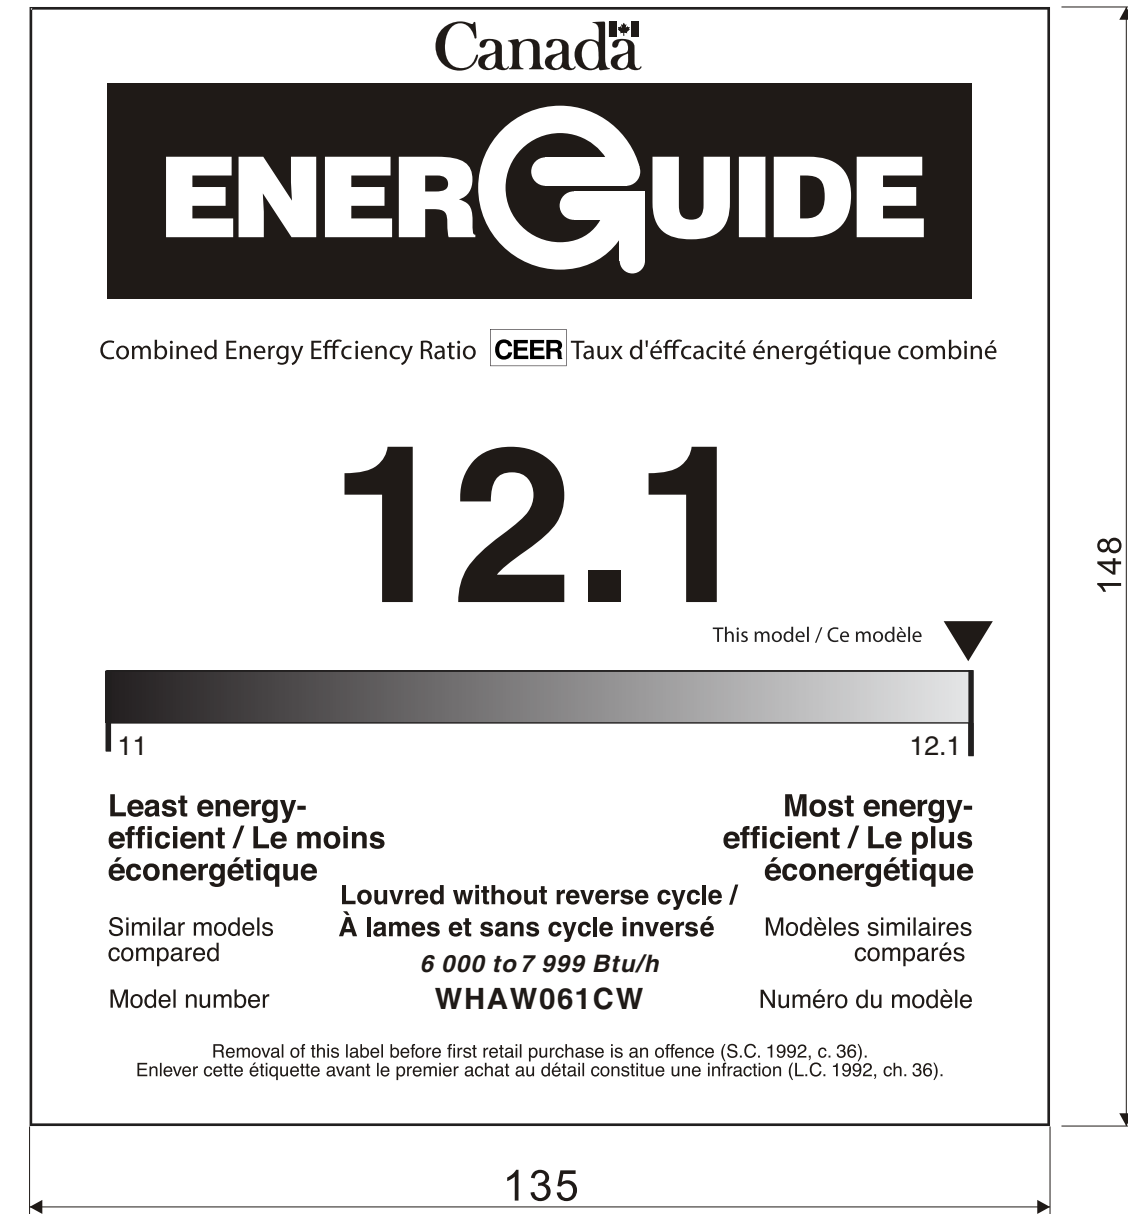 Canada
ENERGUIDE
Combined Energy Effciency Ratio CEER Taux d'éffcacité énergétique combiné
12.1
148
This model / Ce modèle
11
12.1
Least energy-
efficient / Le moins
éconergétique
Most energy-
efficient / Le plus
éconergétique
Louvred without reverse cycle /
À lames et sans cycle inversé
Similar models
compared
Modèles similaires
comparés
6 000 to 7 999 Btu/h
Model number
WHAW061CW
Numéro du modèle
Removal of this label before first retail purchase is an offence (S.C. 1992, c. 36).
Enlever cette étiquette avant le premier achat au détail constitue une infraction (L.C. 1992, ch. 36).
135